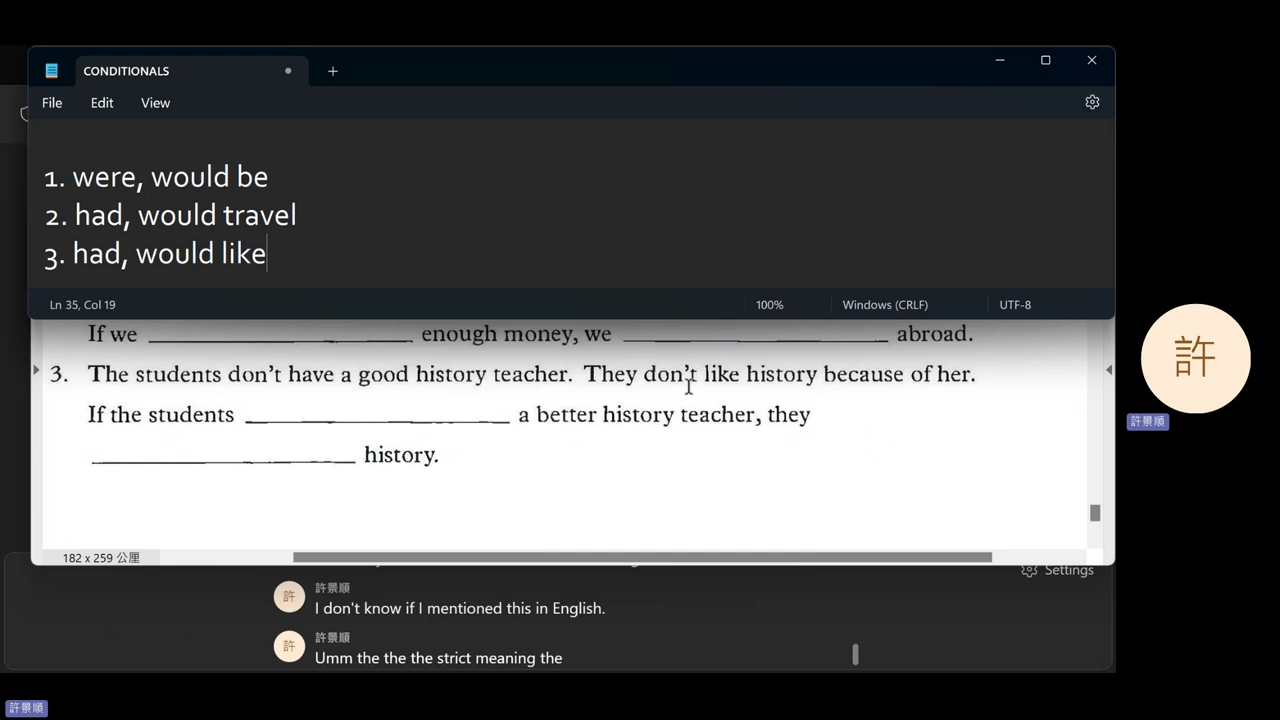 CONDITIONALS
File Edit View
1. were, would be
2. had, would travel
3. had, would like
Ln 35, Col 19 100% Windows (CRLF) UTF-8
If we ______ enough money, we ______ abroad.
3. The students don't have a good history teacher. They don't like history because of her.
If the students ______ a better history teacher, they
______ history.
許
許景順
182 x 259 公厘
Settings
許 許景順
I don't know if I mentioned this in English.
許 許景順
Umm the the the strict meaning the
許景順